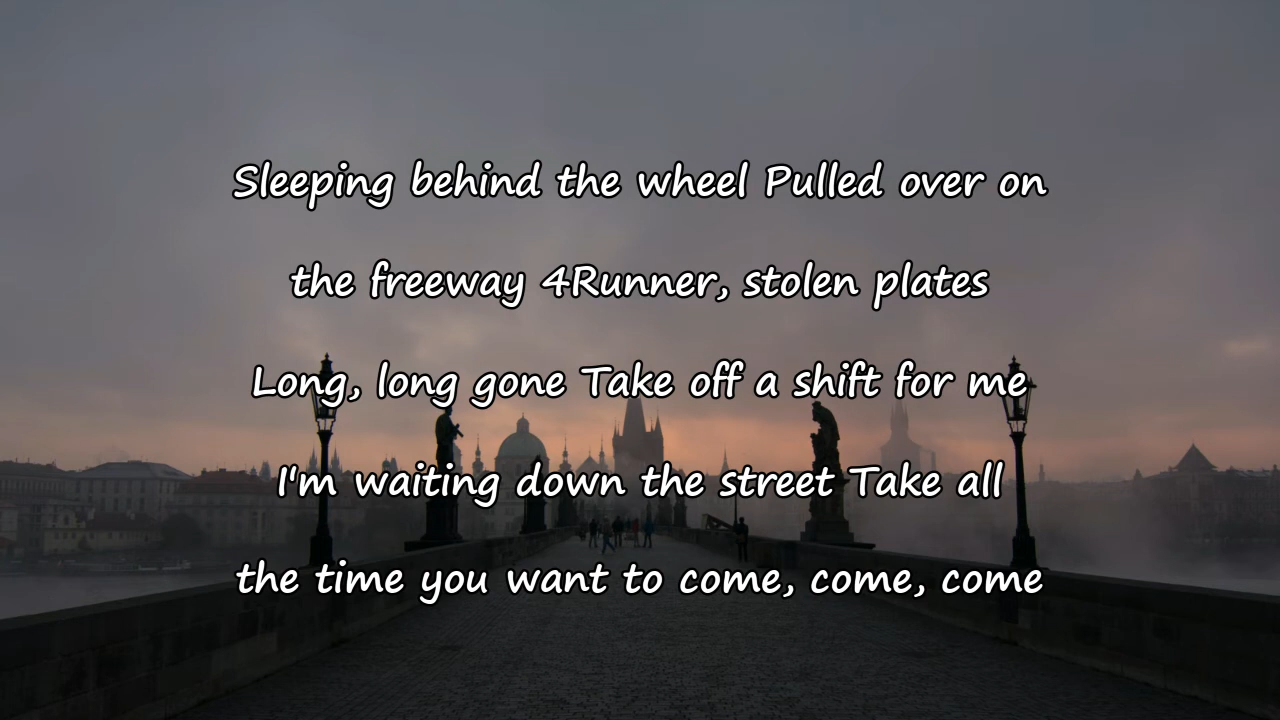 Sleeping behind the wheel Pulled over on
the freeway 4Runner, stolen plates
Long, long gone Take off a shift for me
I'm waiting down the street Take all
the time you want to come, come, come